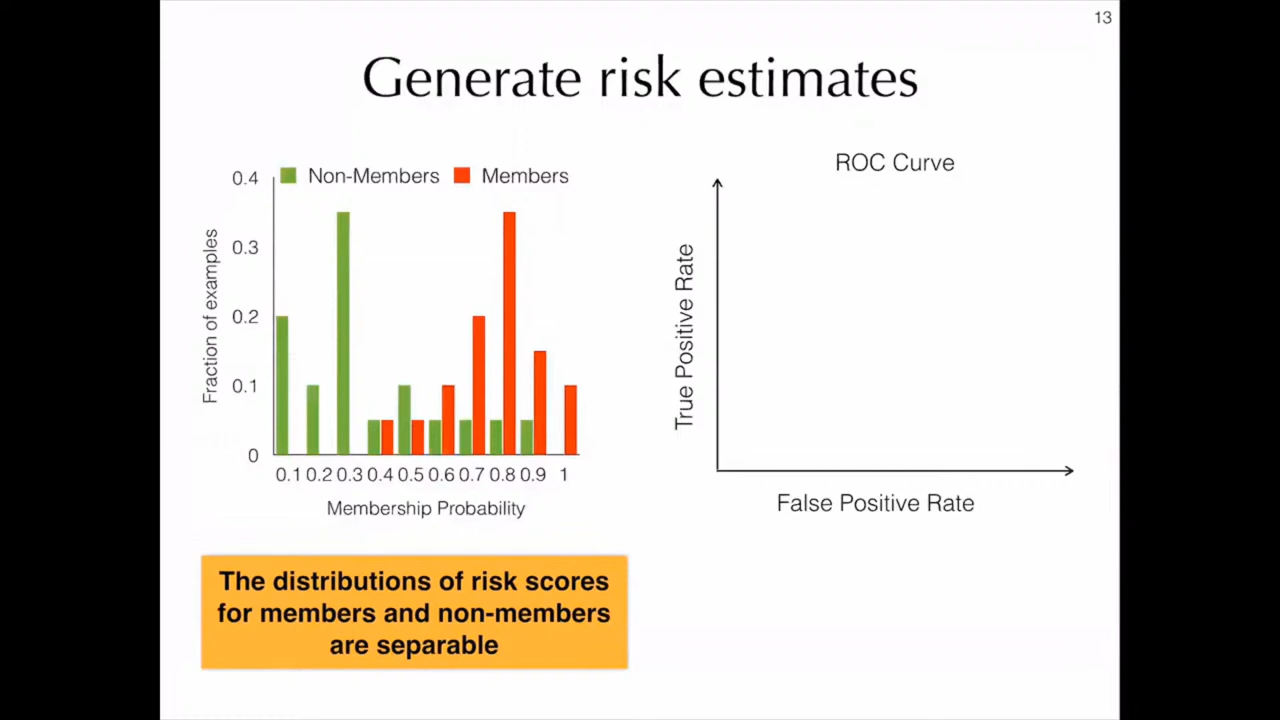 13
Generate risk estimates
Non-Members Members
0.4
0.3
0.2
0.1
0
Fraction of examples
0.1 0.2 0.3 0.4 0.5 0.6 0.7 0.8 0.9 1
Membership Probability
ROC Curve
True Positive Rate
False Positive Rate
The distributions of risk scores
for members and non-members
are separable